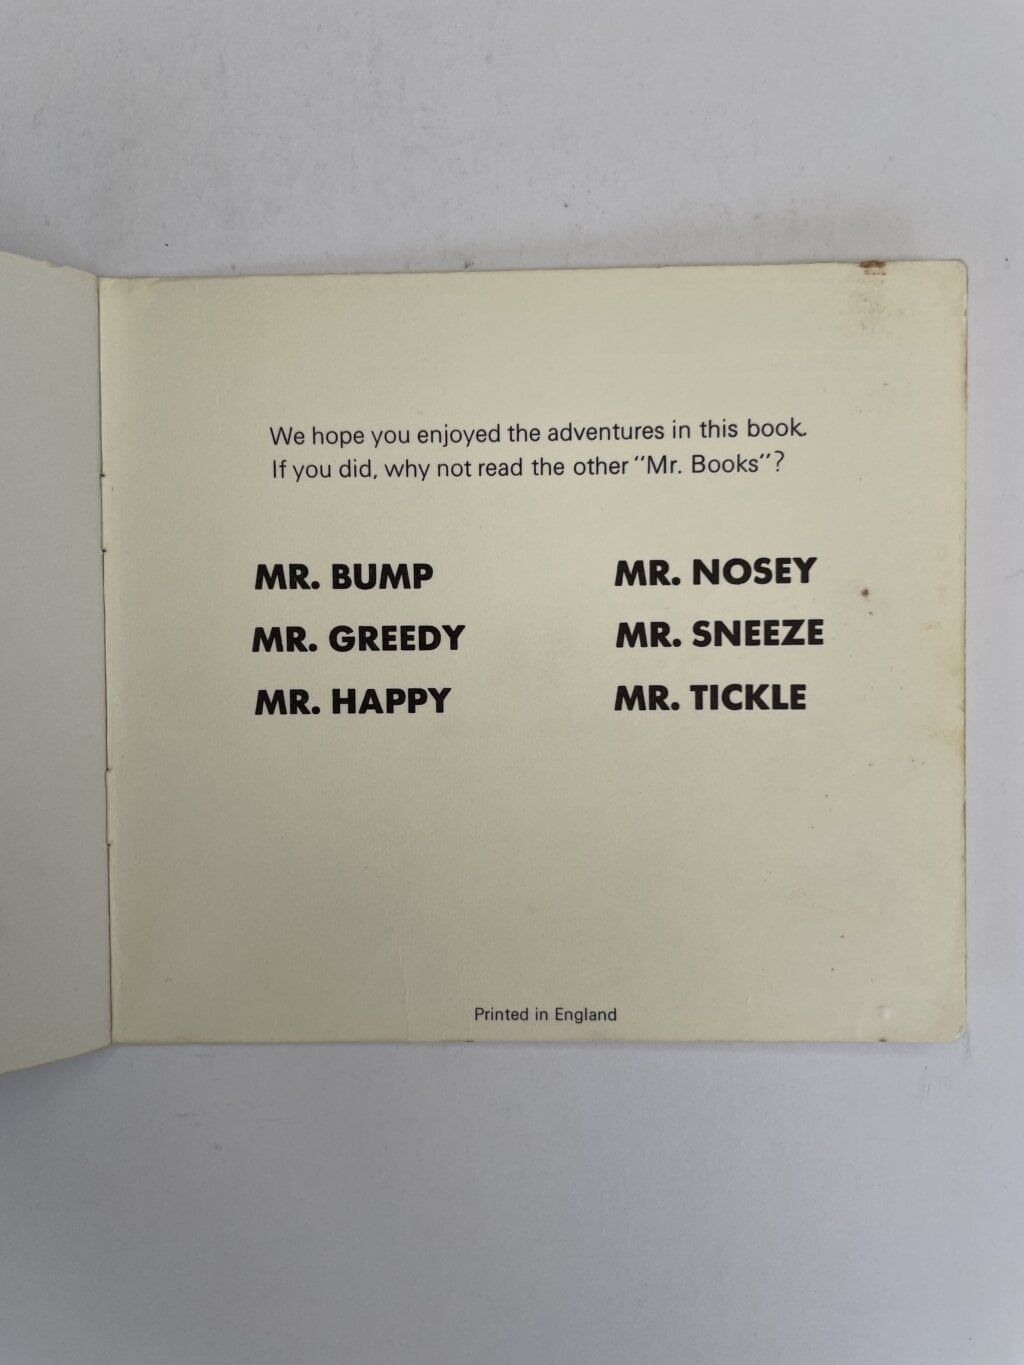 We hope you enjoyed the adventures in this book.
If you did, why not read the other "Mr. Books"?
MR. BUMP
MR. GREEDY
MR. HAPPY
MR. NOSEY
MR. SNEEZE
MR. TICKLE
Printed in England